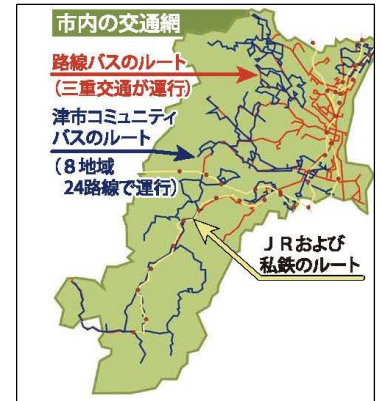 市内の交通網
路線バスのルート
(三重交通が運行)
津市コミュニティ
バスのルート
(8地域
24路線で運行)
JRおよび
私鉄のルート